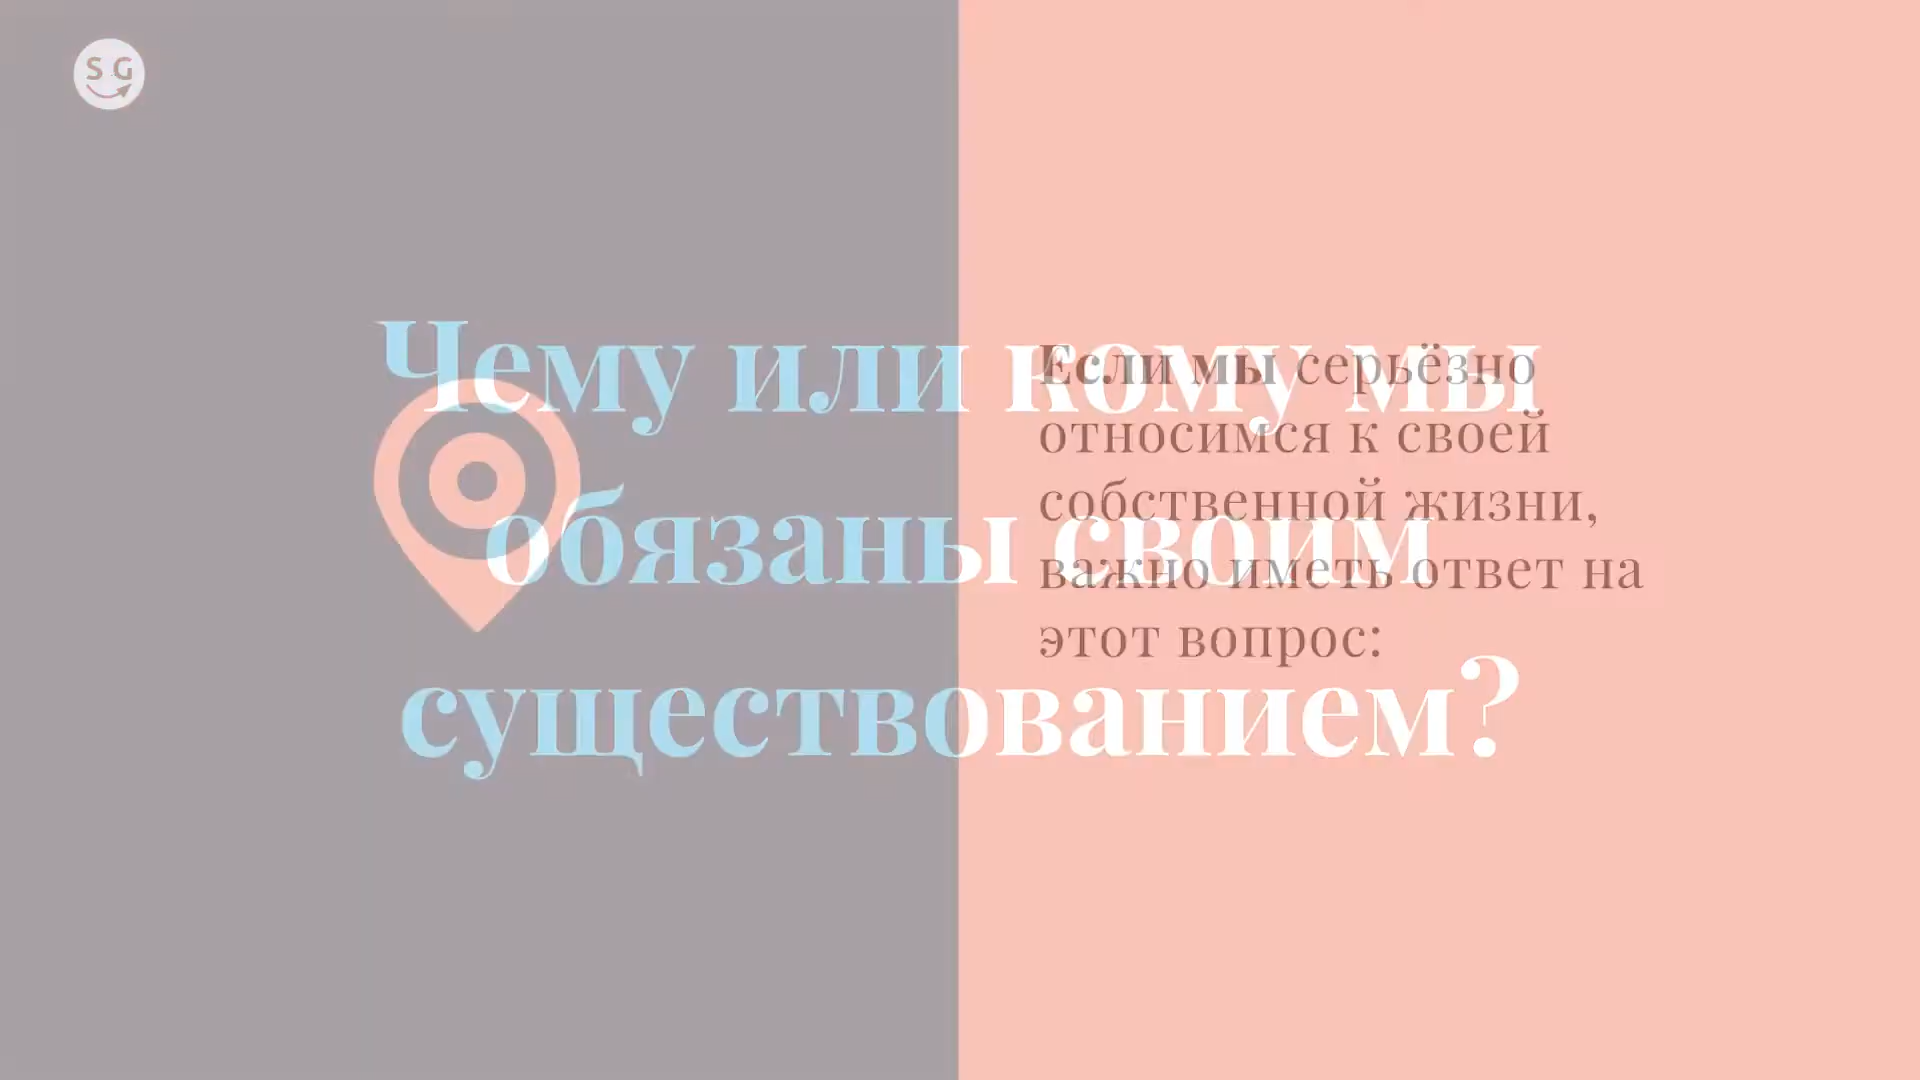 S G
Если мы серьёзно
относимся к своей
собственной жизни,
важно иметь ответ на
этот вопрос:
Чему или кому мы
обязаны своим
существованием?